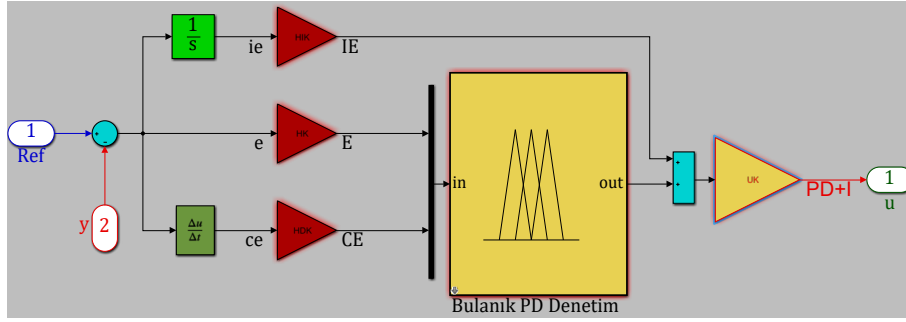 1
s
ie
HIK
IE
1
Ref
+
-
e
HK
E
y
2
Δu
Δt
ce
HDK
CE
in
out
Bulanık PD Denetim
+
+
UK
PD+I
1
u